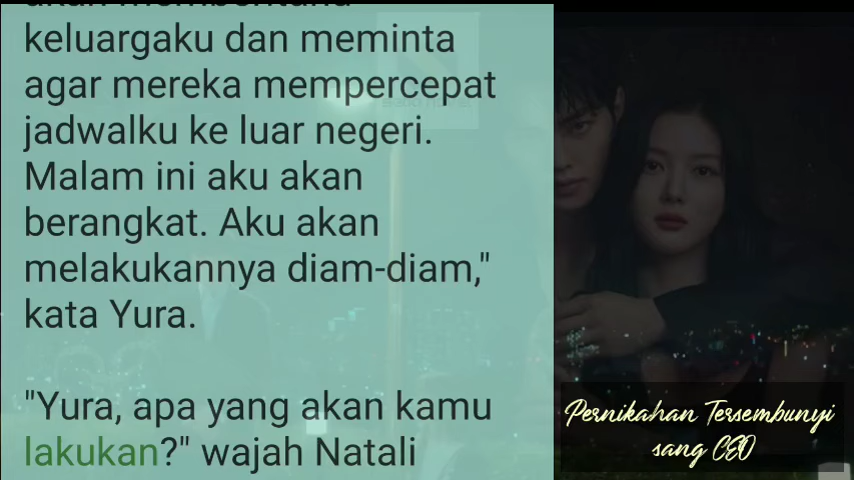 keluargaku dan meminta
agar mereka mempercepat
jadwalku ke luar negeri.
Malam ini aku akan
berangkat. Aku akan
melakukannya diam-diam,"
kata Yura.
"Yura, apa yang akan kamu
lakukan?" wajah Natali
Pernikahan Tersembunyi
sang CEO